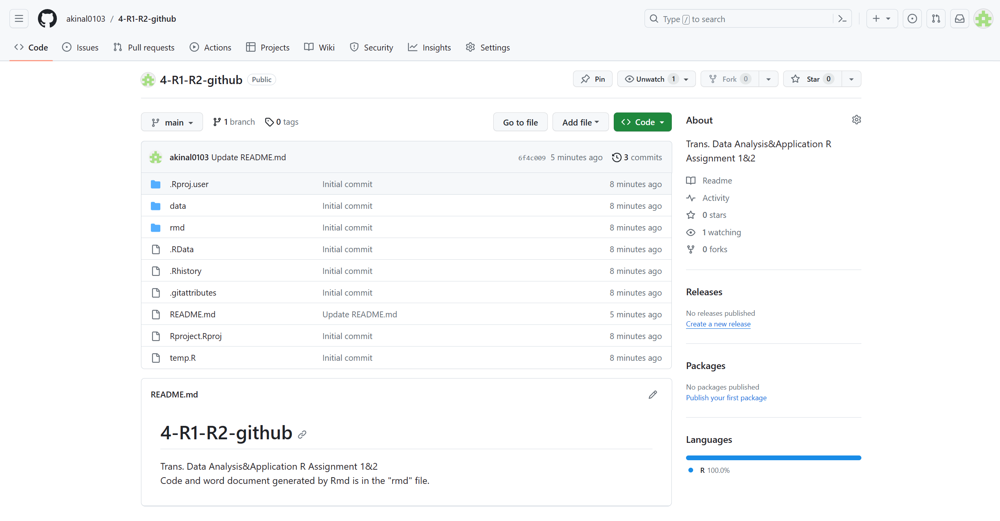 akinal0103 / 4-R1-R2-github
Type / to search
Code Issues Pull requests Actions Projects Wiki Security Insights Settings
4-R1-R2-github Public
Pin Unwatch 1 Fork 0 Star 0
main 1 branch 0 tags Go to file Add file Code
akinal0103 Update README.md 6f4c009 5 minutes ago 3 commits
.Rproj.user Initial commit 8 minutes ago
data Initial commit 8 minutes ago
rmd Initial commit 8 minutes ago
.RData Initial commit 8 minutes ago
.Rhistory Initial commit 8 minutes ago
.gitattributes Initial commit 8 minutes ago
README.md Update README.md 5 minutes ago
Rproject.Rproj Initial commit 8 minutes ago
temp.R Initial commit 8 minutes ago
README.md
4-R1-R2-github
Trans. Data Analysis&Application R Assignment 1&2
Code and word document generated by Rmd is in the "rmd" file.
About
Trans. Data Analysis&Application R
Assignment 1&2
Readme
Activity
0 stars
1 watching
0 forks
Releases
No releases published
Create a new release
Packages
No packages published
Publish your first package
Languages
R 100.0%